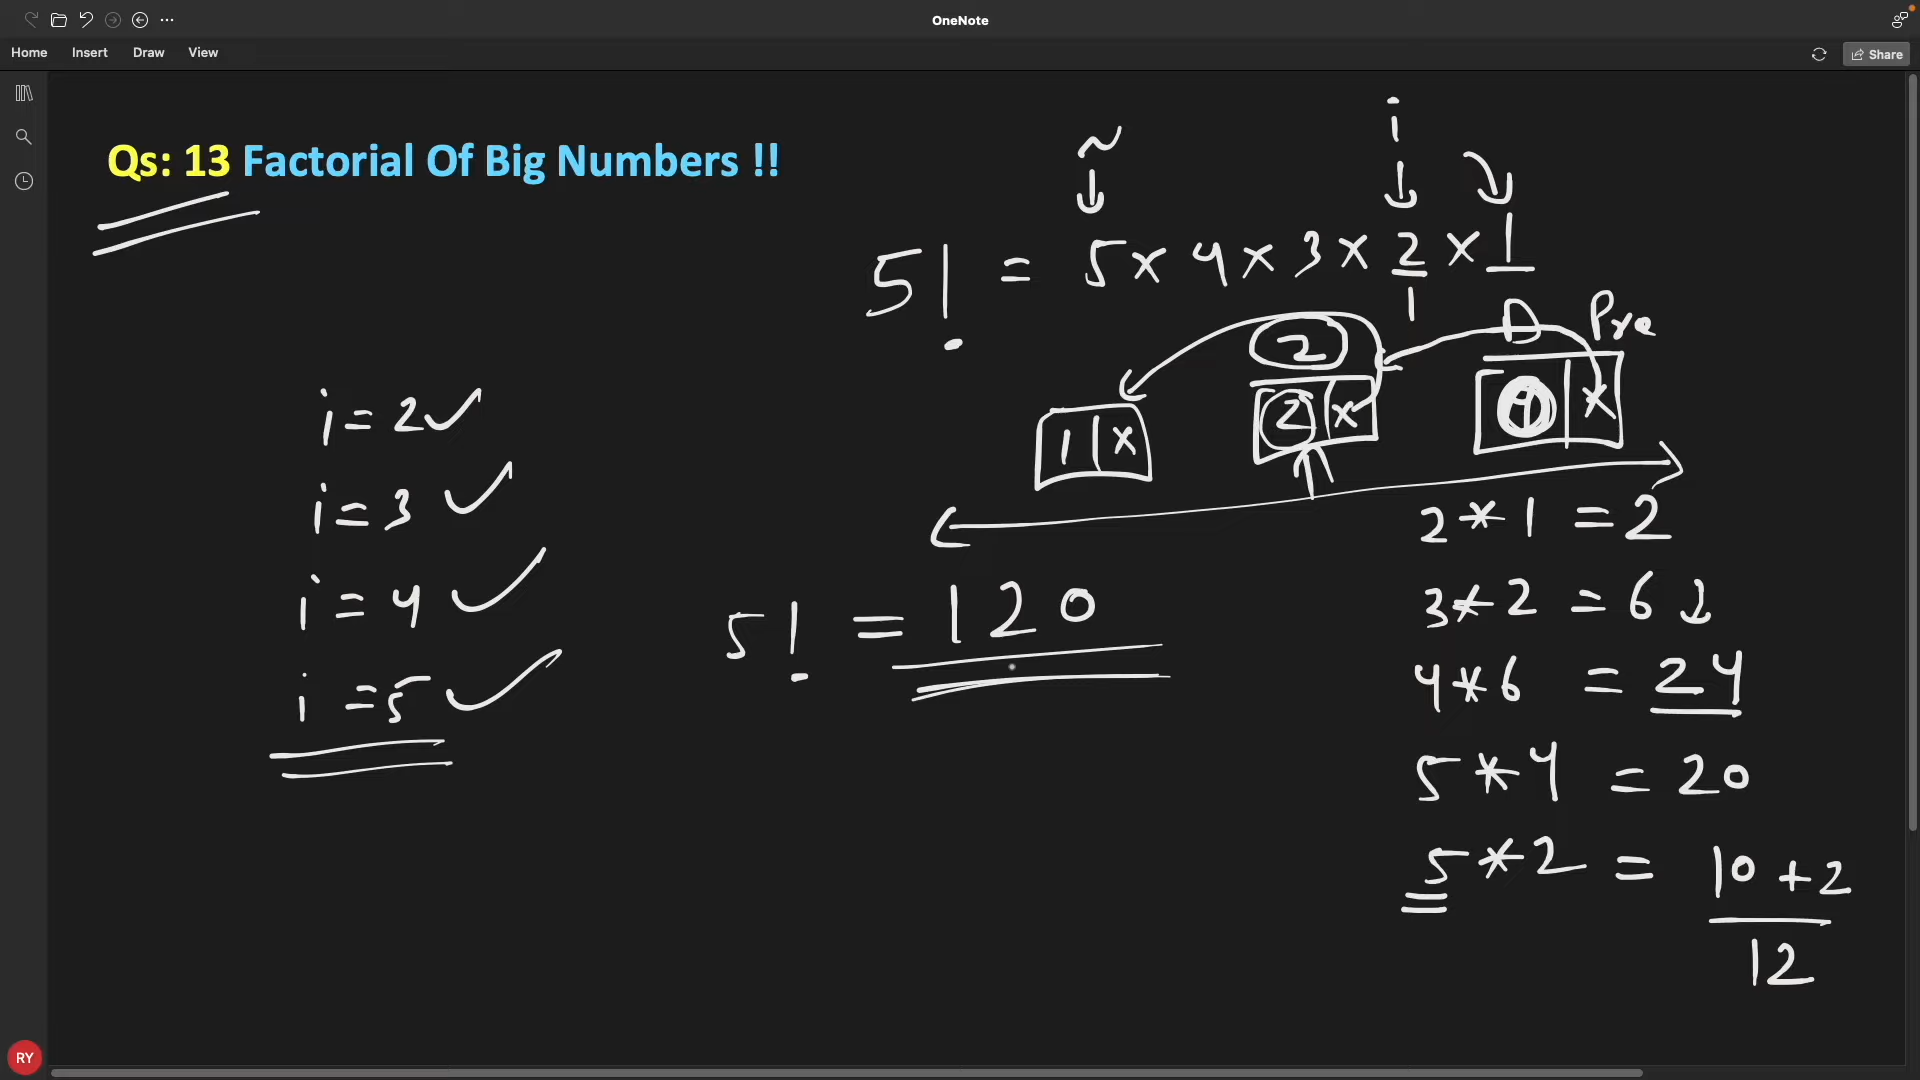 OneNote
Home Insert Draw View
Share
Qs: 13 Factorial Of Big Numbers !!
i
5! = 5 × 4 × 3 × 2 × 1
1
D Pre
2
1 x
2 x
x
i = 2
i = 3
i = 4
i = 5
5! = 120
2 * 1 = 2
3 * 2 = 6
4 * 6 = 24
5 * 4 = 20
5 * 2 = 10 + 2
12
RY